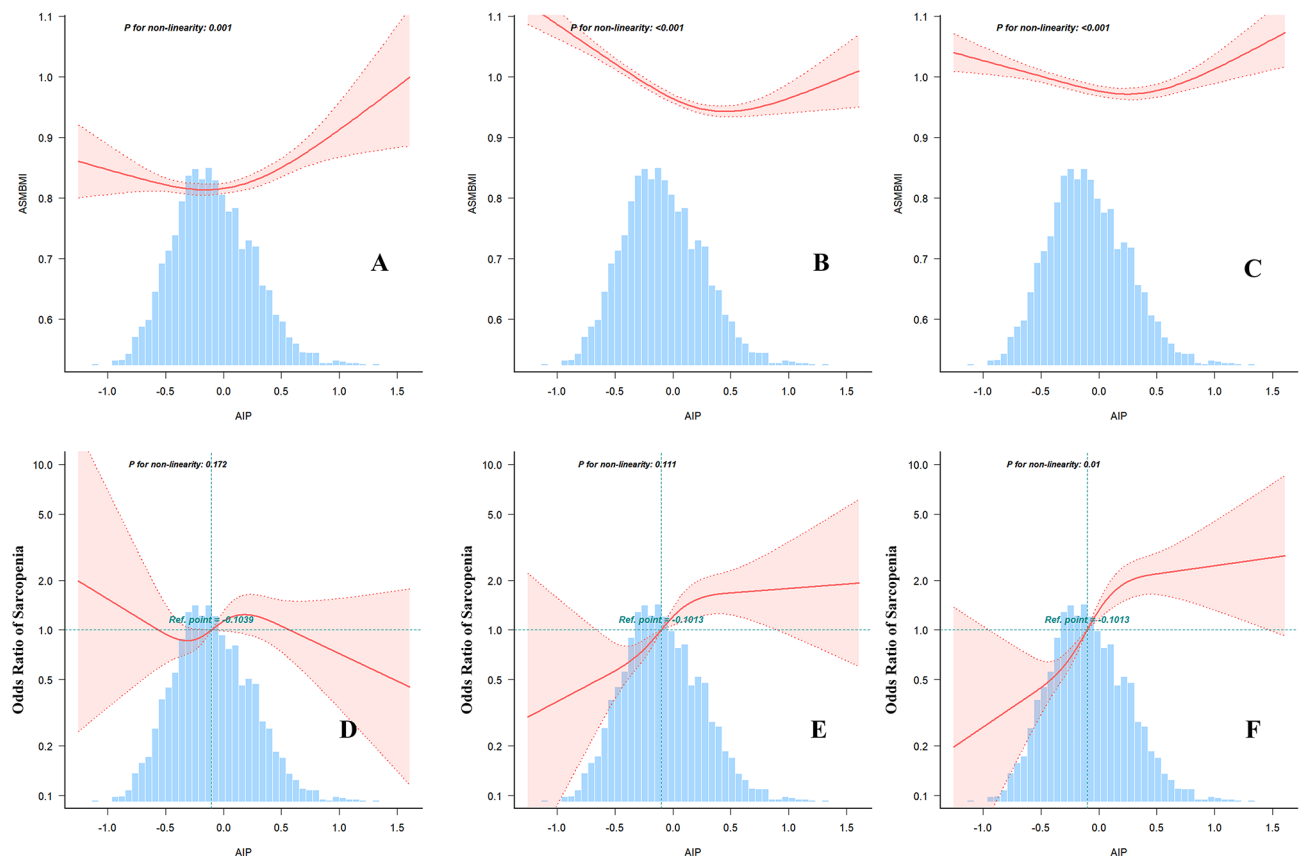 P for non-linearity: 0.001
1.1
1.0
0.9
0.8
0.7
0.6
ASMBMI
A
-1.0 -0.5 0.0 0.5 1.0 1.5
AIP
P for non-linearity: <0.001
1.1
1.0
0.9
0.8
0.7
0.6
ASMBMI
B
-1.0 -0.5 0.0 0.5 1.0 1.5
AIP
P for non-linearity: <0.001
1.1
1.0
0.9
0.8
0.7
0.6
ASMBMI
C
-1.0 -0.5 0.0 0.5 1.0 1.5
AIP
P for non-linearity: 0.172
10.0
5.0
2.0
1.0
0.5
0.2
0.1
Odds Ratio of Sarcopenia
Ref. point = -0.1039
D
-1.0 -0.5 0.0 0.5 1.0 1.5
AIP
P for non-linearity: 0.111
10.0
5.0
2.0
1.0
0.5
0.2
0.1
Odds Ratio of Sarcopenia
Ref. point = -0.1013
E
-1.0 -0.5 0.0 0.5 1.0 1.5
AIP
P for non-linearity: 0.01
10.0
5.0
2.0
1.0
0.5
0.2
0.1
Odds Ratio of Sarcopenia
Ref. point = -0.1013
F
-1.0 -0.5 0.0 0.5 1.0 1.5
AIP